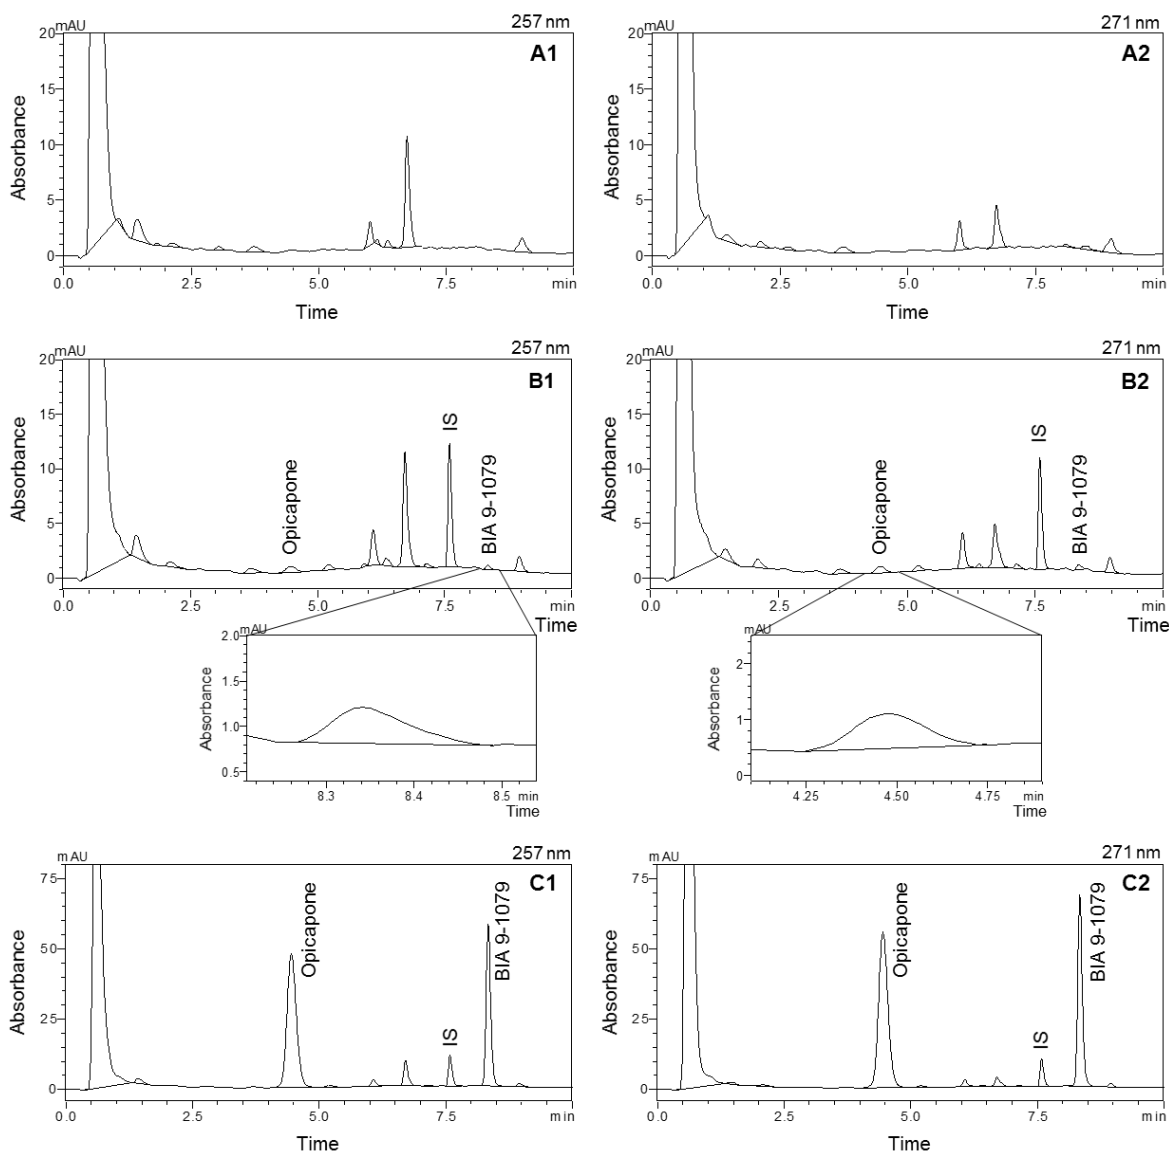 257 nm
mAU
A1
20
15
10
5
0
Absorbance
0.0 2.5 5.0 7.5 min
Time
271 nm
mAU
A2
20
15
10
5
0
Absorbance
0.0 2.5 5.0 7.5 min
Time
257 nm
mAU
B1
20
15
10
5
0
Absorbance
Opicapone
IS
BIA 9-1079
0.0 2.5 5.0 7.5 min
Time
271 nm
mAU
B2
20
15
10
5
0
Absorbance
Opicapone
IS
BIA 9-1079
0.0 2.5 5.0 7.5 min
Time
mAU
2.0
1.5
1.0
0.5
Absorbance
8.3 8.4 8.5 min
Time
mAU
2
1
0
Absorbance
4.25 4.50 4.75 min
Time
257 nm
mAU
C1
75
50
25
0
Absorbance
Opicapone
IS
BIA 9-1079
0.0 2.5 5.0 7.5 min
Time
271 nm
mAU
C2
75
50
25
0
Absorbance
Opicapone
IS
BIA 9-1079
0.0 2.5 5.0 7.5 min
Time